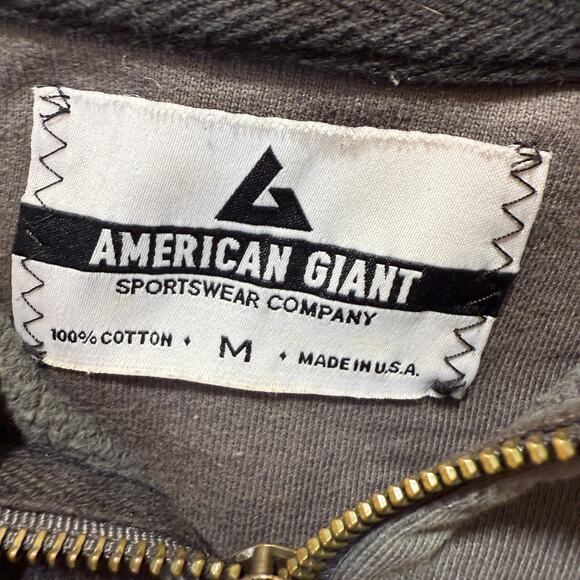 AMERICAN GIANT
SPORTSWEAR COMPANY
100% COTTON • M • MADE IN U.S.A.